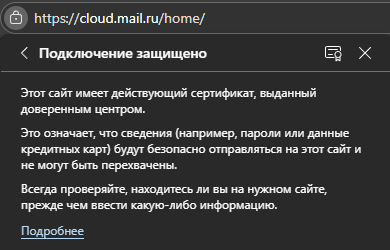 https://cloud.mail.ru/home/
Подключение защищено
Этот сайт имеет действующий сертификат, выданный
доверенным центром.
Это означает, что сведения (например, пароли или данные
кредитных карт) будут безопасно отправляться на этот сайт и
не могут быть перехвачены.
Всегда проверяйте, находитесь ли вы на нужном сайте,
прежде чем ввести какую-либо информацию.
Подробнее